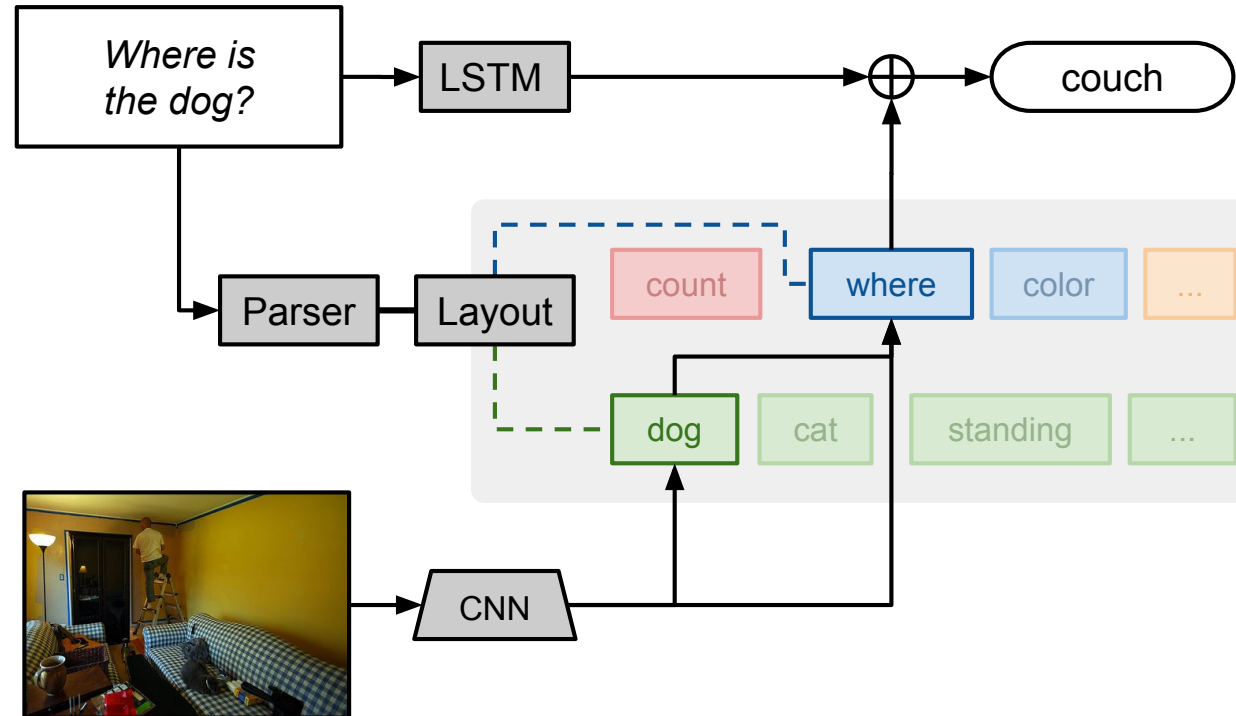 Where is
the dog?
LSTM
couch
count
where
color
...
Parser
Layout
dog
cat
standing
...
CNN